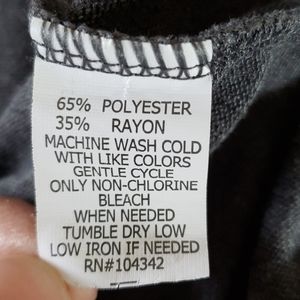 65% POLYESTER
35% RAYON
MACHINE WASH COLD
WITH LIKE COLORS
GENTLE CYCLE
ONLY NON-CHLORINE
BLEACH
WHEN NEEDED
TUMBLE DRY LOW
LOW IRON IF NEEDED
RN#104342